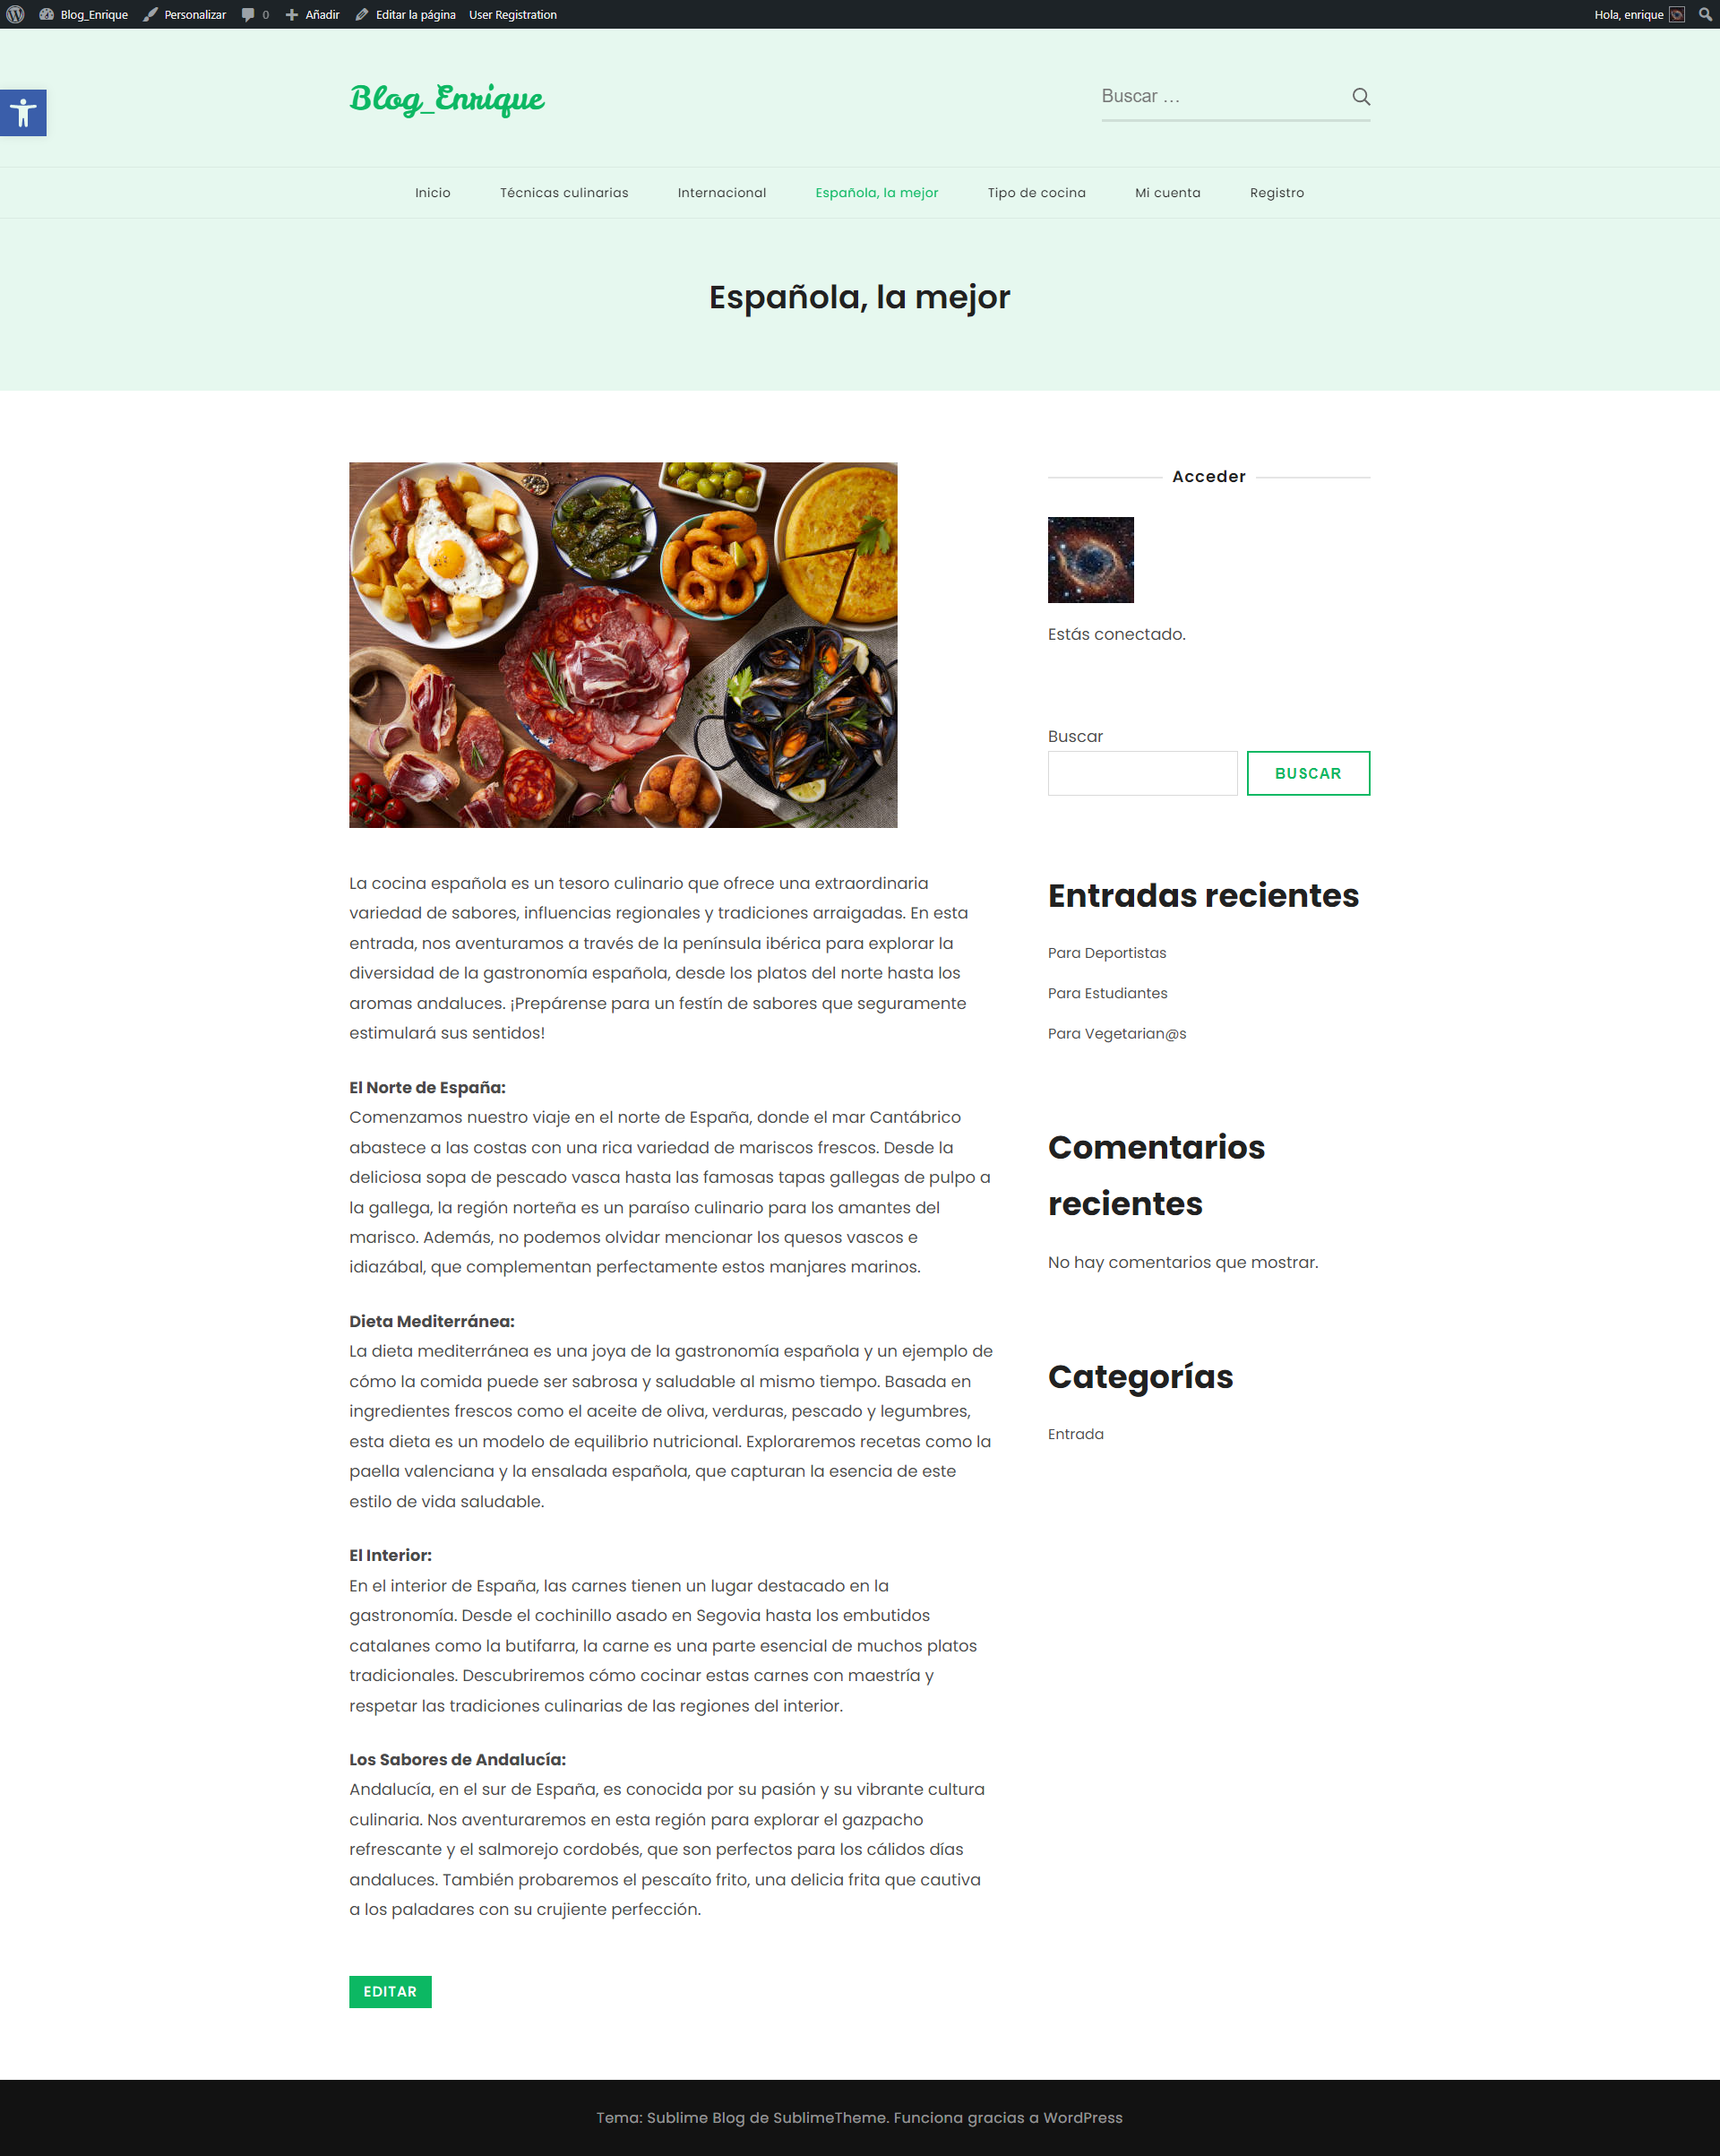 Blog_Enrique Personalizar 0 Añadir Editar la página User Registration Hola, enrique
Blog_Enrique
Buscar …
Inicio Técnicas culinarias Internacional Española, la mejor Tipo de cocina Mi cuenta Registro
Española, la mejor
La cocina española es un tesoro culinario que ofrece una extraordinaria
variedad de sabores, influencias regionales y tradiciones arraigadas. En esta
entrada, nos aventuramos a través de la península ibérica para explorar la
diversidad de la gastronomía española, desde los platos del norte hasta los
aromas andaluces. ¡Prepárense para un festín de sabores que seguramente
estimulará sus sentidos!
El Norte de España:
Comenzamos nuestro viaje en el norte de España, donde el mar Cantábrico
abastece a las costas con una rica variedad de mariscos frescos. Desde la
deliciosa sopa de pescado vasca hasta las famosas tapas gallegas de pulpo a
la gallega, la región norteña es un paraíso culinario para los amantes del
marisco. Además, no podemos olvidar mencionar los quesos vascos e
idiazábal, que complementan perfectamente estos manjares marinos.
Dieta Mediterránea:
La dieta mediterránea es una joya de la gastronomía española y un ejemplo de
cómo la comida puede ser sabrosa y saludable al mismo tiempo. Basada en
ingredientes frescos como el aceite de oliva, verduras, pescado y legumbres,
esta dieta es un modelo de equilibrio nutricional. Exploraremos recetas como la
paella valenciana y la ensalada española, que capturan la esencia de este
estilo de vida saludable.
El Interior:
En el interior de España, las carnes tienen un lugar destacado en la
gastronomía. Desde el cochinillo asado en Segovia hasta los embutidos
catalanes como la butifarra, la carne es una parte esencial de muchos platos
tradicionales. Descubriremos cómo cocinar estas carnes con maestría y
respetar las tradiciones culinarias de las regiones del interior.
Los Sabores de Andalucía:
Andalucía, en el sur de España, es conocida por su pasión y su vibrante cultura
culinaria. Nos aventuraremos en esta región para explorar el gazpacho
refrescante y el salmorejo cordobés, que son perfectos para los cálidos días
andaluces. También probaremos el pescaíto frito, una delicia frita que cautiva
a los paladares con su crujiente perfección.
EDITAR
Acceder
Estás conectado.
Buscar
BUSCAR
Entradas recientes
Para Deportistas
Para Estudiantes
Para Vegetarian@s
Comentarios
recientes
No hay comentarios que mostrar.
Categorías
Entrada
Tema: Sublime Blog de SublimeTheme. Funciona gracias a WordPress